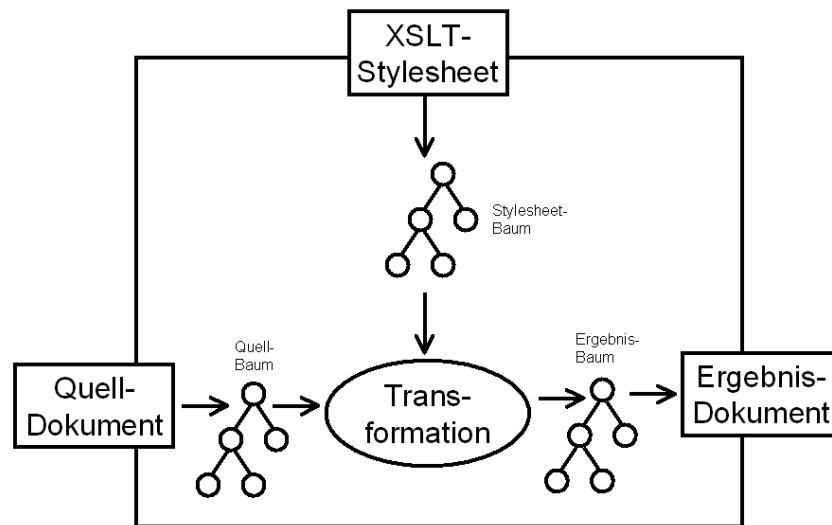 XSLT-
Stylesheet
Stylesheet-
Baum
Quell-
Baum
Ergebnis-
Baum
Quell-
Dokument
Trans-
formation
Ergebnis-
Dokument